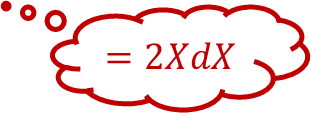 = 2XdX